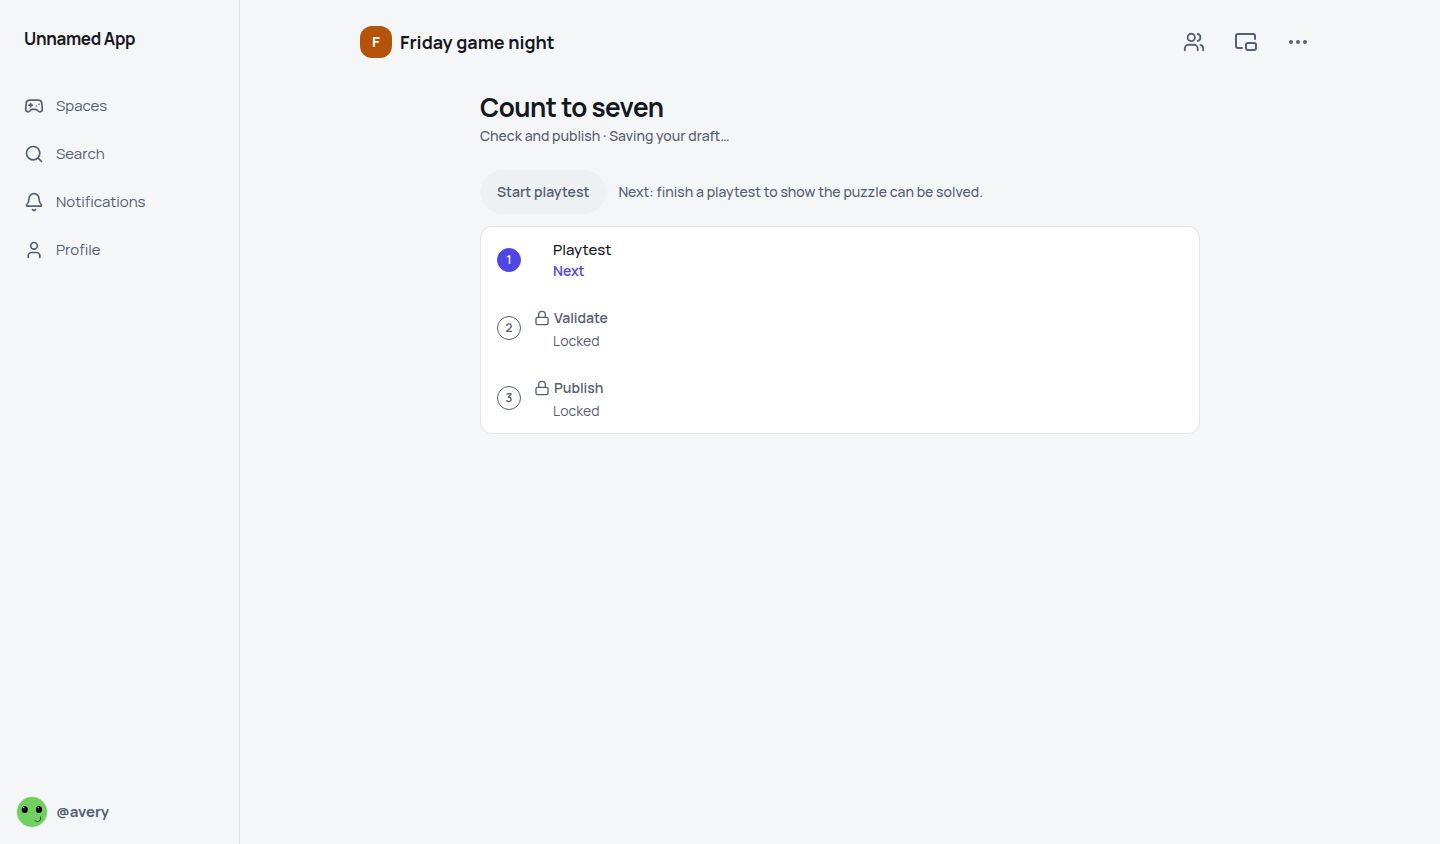 Unnamed App
Spaces
Search
Notifications
Profile
@avery
F Friday game night
Count to seven
Check and publish · Saving your draft…
Start playtest Next: finish a playtest to show the puzzle can be solved.
1 Playtest
Next
2 Validate
Locked
3 Publish
Locked